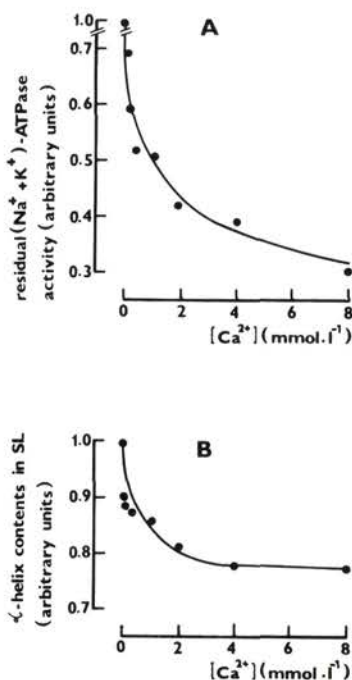 A
residual (Na⁺+K⁺)-ATPase
activity (arbitrary units)
1.0
0.6
0.5
0.4
0.3
0 2 4 6 8
[Ca²⁺] (mmol.l⁻¹)
B
α-helix contents in SL
(arbitrary units)
1.0
0.9
0.8
0.7
0 2 4 6 8
[Ca²⁺] (mmol.l⁻¹)